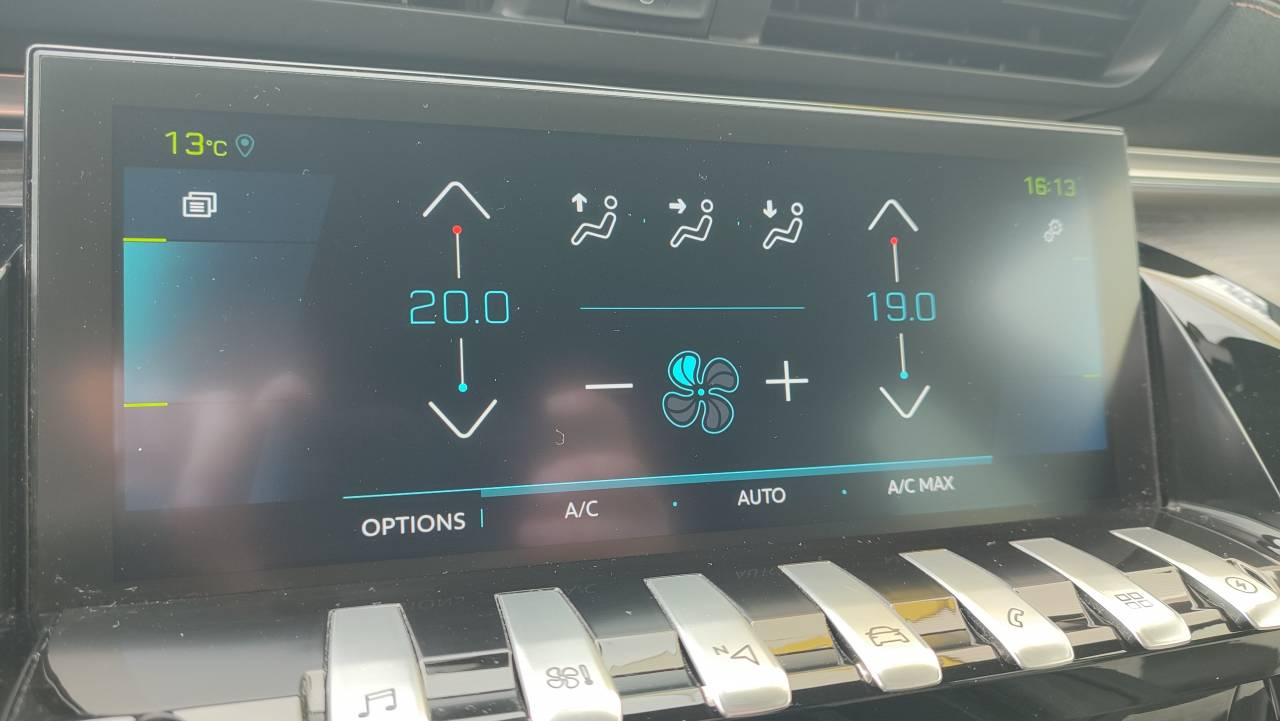 13°C
16:13
20.0
19.0
OPTIONS
A/C
AUTO
A/C MAX
N